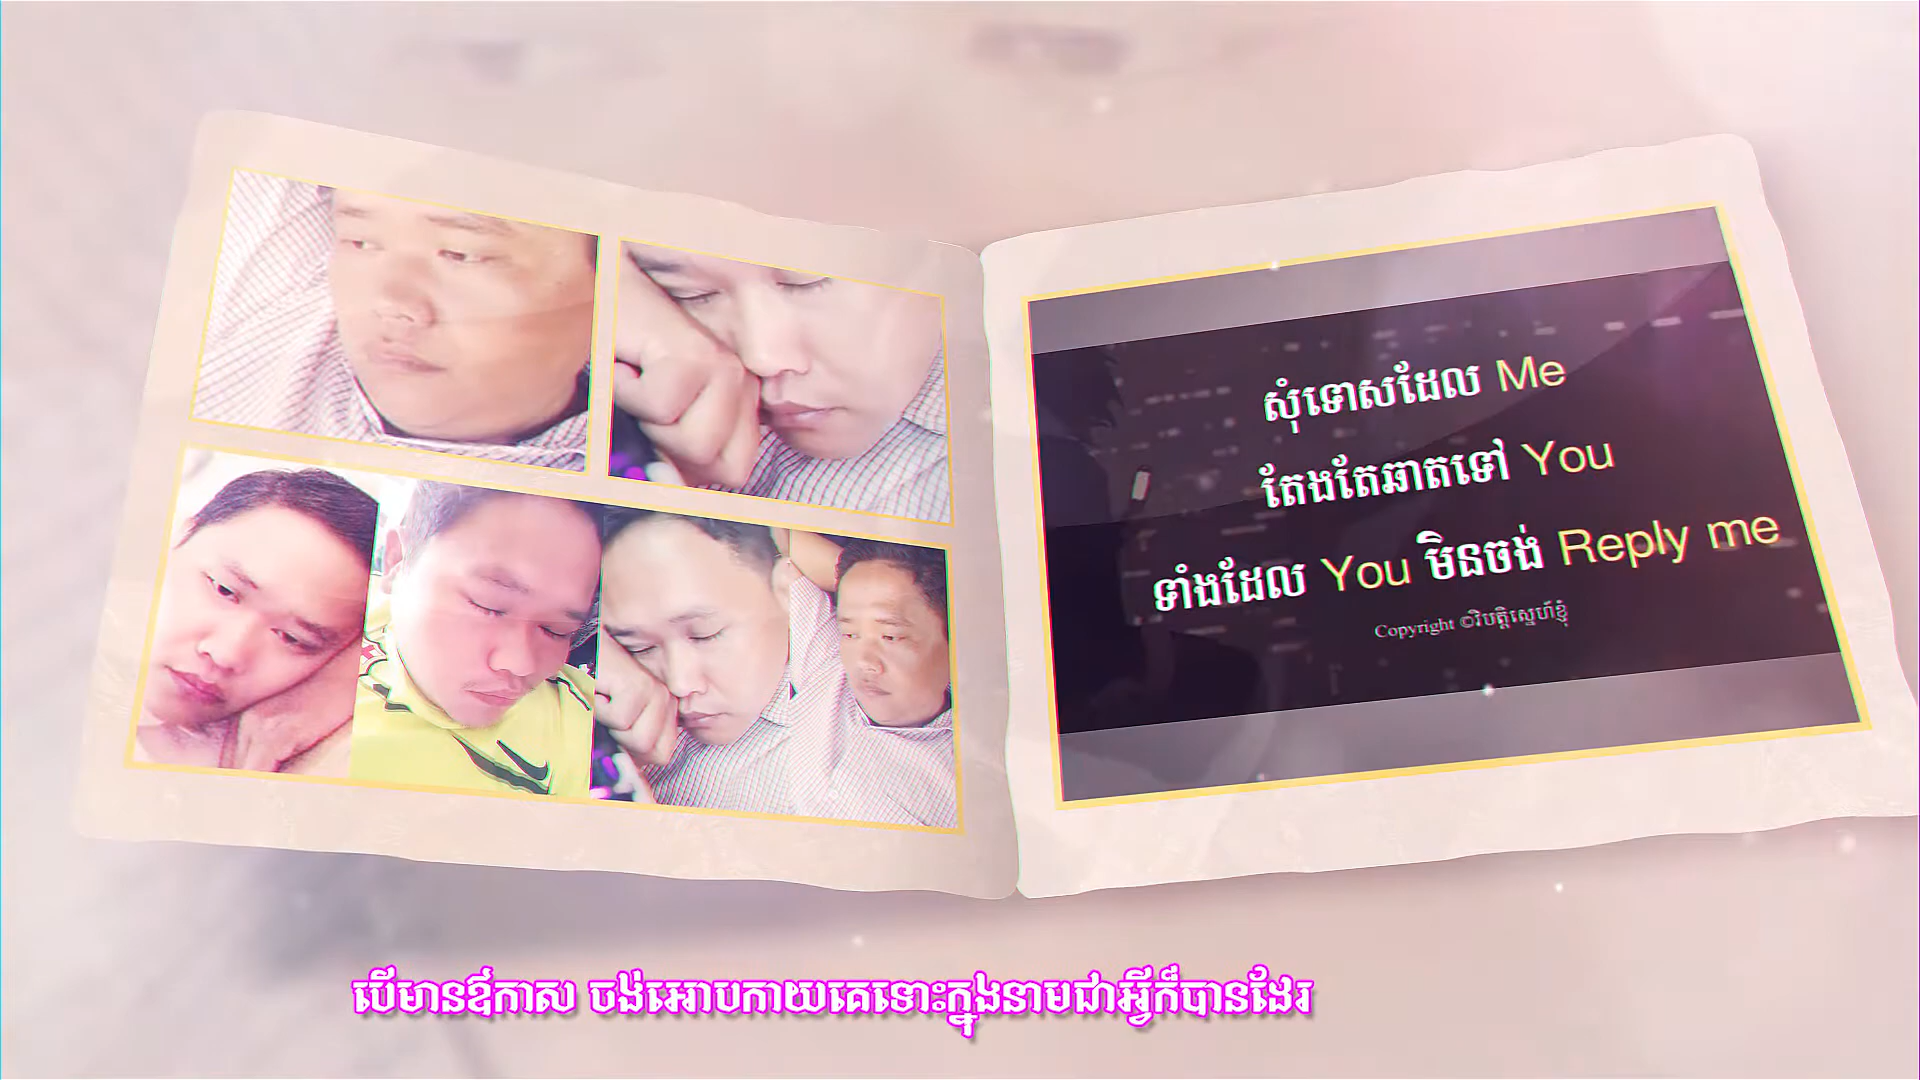 សុំទោសដែល Me
តែងតែឆាតទៅ You
ទាំងដែល You មិនចង់ Reply me
Copyright ©វិបត្តិស្នេហ៍ខ្ញុំ
បើមានឱកាស ចង់អោបកាយគេទោះក្នុងនាមជាអ្វីក៏បានដែរ